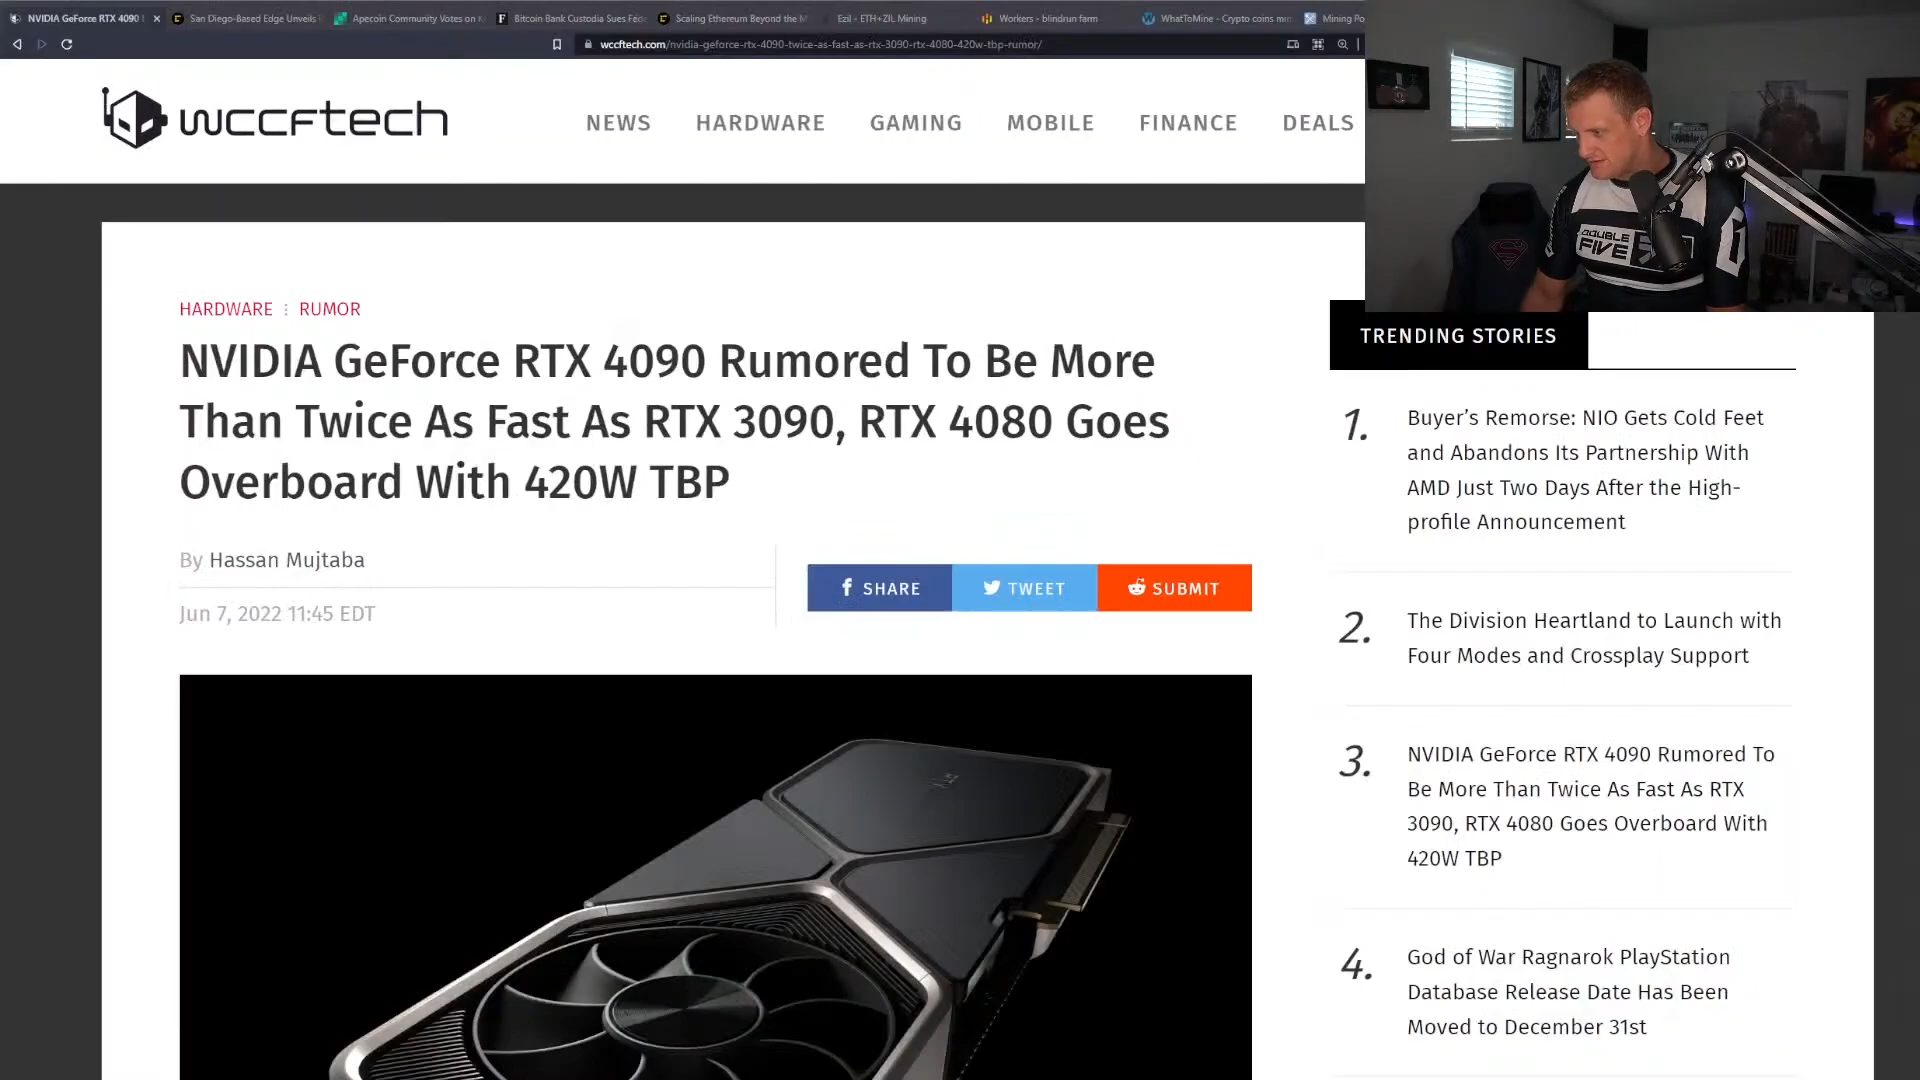 NVIDIA GeForce RTX 4090
San Diego-Based Edge Unveils
Apecoin Community Votes on
Bitcoin Bank Custodia Sues Fed
Scaling Ethereum Beyond the M
Ezil - ETH+ZIL Mining
Workers - blindrun farm
WhatToMine - Crypto coins mi
Mining Po
wccftech.com/nvidia-geforce-rtx-4090-twice-as-fast-as-rtx-3090-rtx-4080-420w-tbp-rumor/
wccftech
NEWS
HARDWARE
GAMING
MOBILE
FINANCE
DEALS
DOUBLE
FIVE
HARDWARE : RUMOR
NVIDIA GeForce RTX 4090 Rumored To Be More
Than Twice As Fast As RTX 3090, RTX 4080 Goes
Overboard With 420W TBP
By Hassan Mujtaba
Jun 7, 2022 11:45 EDT
SHARE
TWEET
SUBMIT
TRENDING STORIES
1.
Buyer’s Remorse: NIO Gets Cold Feet
and Abandons Its Partnership With
AMD Just Two Days After the High-
profile Announcement
2.
The Division Heartland to Launch with
Four Modes and Crossplay Support
3.
NVIDIA GeForce RTX 4090 Rumored To
Be More Than Twice As Fast As RTX
3090, RTX 4080 Goes Overboard With
420W TBP
4.
God of War Ragnarok PlayStation
Database Release Date Has Been
Moved to December 31st